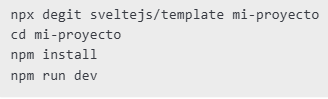 npx degit sveltejs/template mi-proyecto
cd mi-proyecto
npm install
npm run dev